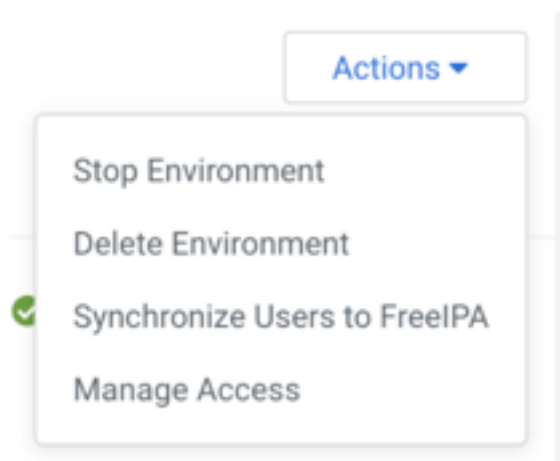 Actions
Stop Environment
Delete Environment
Synchronize Users to FreeIPA
Manage Access